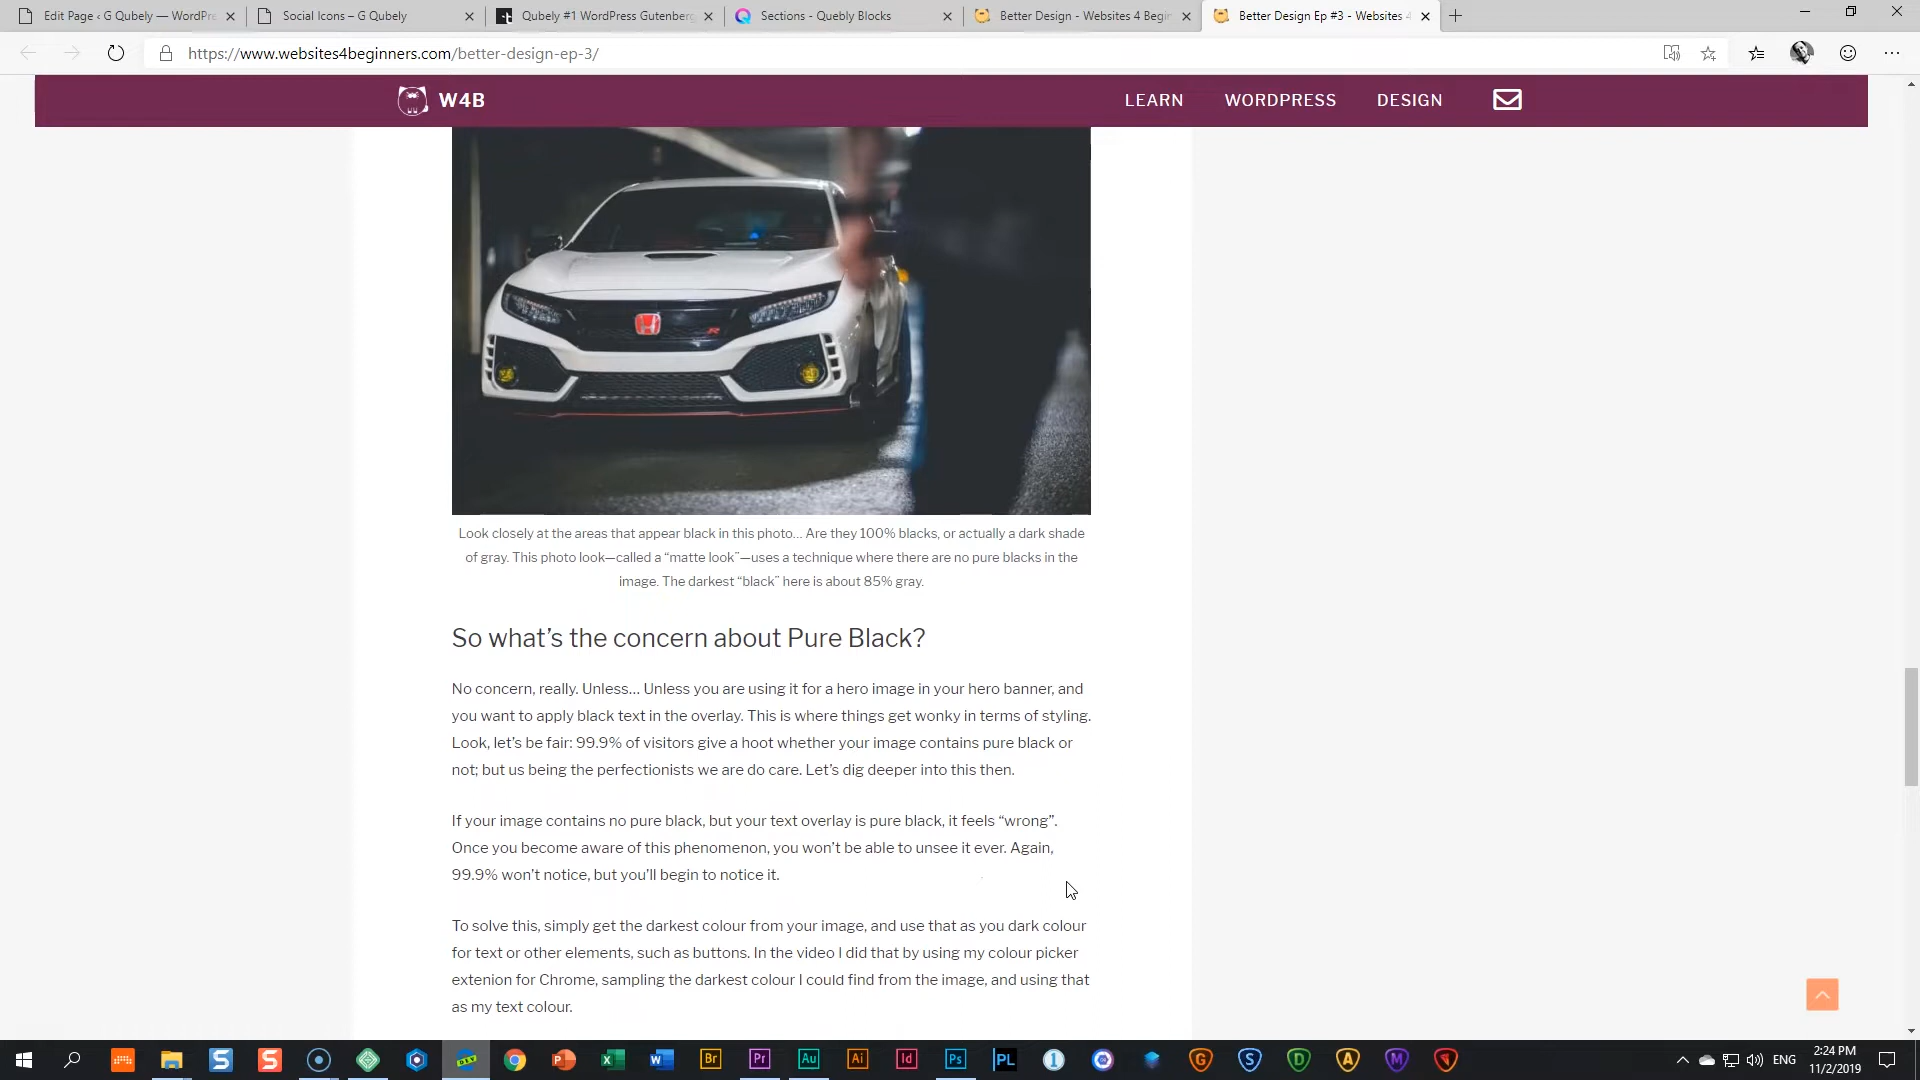 Edit Page ‹ G Qubely — WordPre
Social Icons – G Qubely
Qubely #1 WordPress Gutenberg
Sections - Quebly Blocks
Better Design - Websites 4 Begin
Better Design Ep #3 - Websites 4
https://www.websites4beginners.com/better-design-ep-3/
W4B
LEARN
WORDPRESS
DESIGN
Look closely at the areas that appear black in this photo… Are they 100% blacks, or actually a dark shade
of gray. This photo look—called a “matte look”—uses a technique where there are no pure blacks in the
image. The darkest “black” here is about 85% gray.
So what’s the concern about Pure Black?
No concern, really. Unless… Unless you are using it for a hero image in your hero banner, and
you want to apply black text in the overlay. This is where things get wonky in terms of styling.
Look, let’s be fair: 99.9% of visitors give a hoot whether your image contains pure black or
not; but us being the perfectionists we are do care. Let’s dig deeper into this then.
If your image contains no pure black, but your text overlay is pure black, it feels “wrong”.
Once you become aware of this phenomenon, you won’t be able to unsee it ever. Again,
99.9% won’t notice, but you’ll begin to notice it.
To solve this, simply get the darkest colour from your image, and use that as you dark colour
for text or other elements, such as buttons. In the video I did that by using my colour picker
extenion for Chrome, sampling the darkest colour I could find from the image, and using that
as my text colour.
S
S
Br
Pr
Au
Ai
Id
Ps
PL
1
G
S
D
A
M
ENG
2:24 PM
11/2/2019